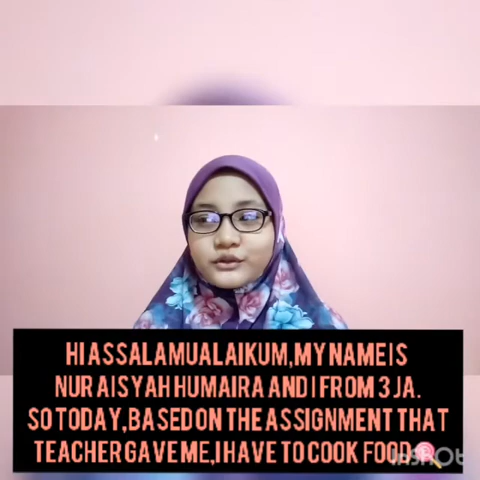 HI ASSALAMUALAIKUM,MY NAME IS
NUR AISYAH HUMAIRA AND I FROM 3 JA.
SO TODAY,BASED ON THE ASSIGNMENT THAT
TEACHER GAVE ME,I HAVE TO COOK FOOD🔍
InShOt